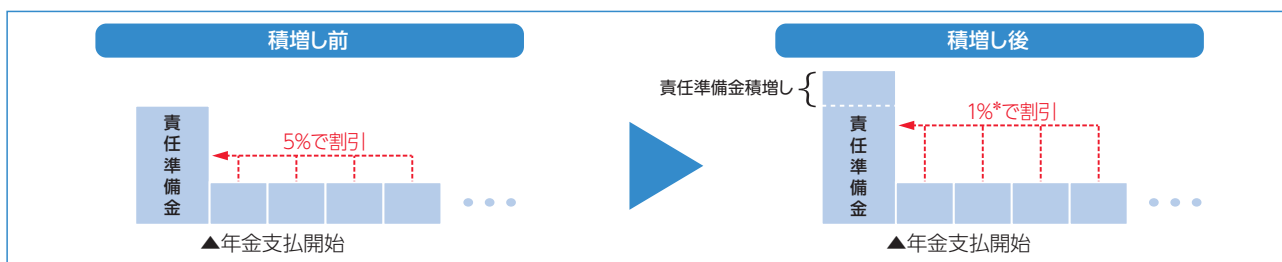 積増し前
責任準備金
5%で割引
▲年金支払開始
積増し後
責任準備金積増し
責任準備金
1%*で割引
▲年金支払開始